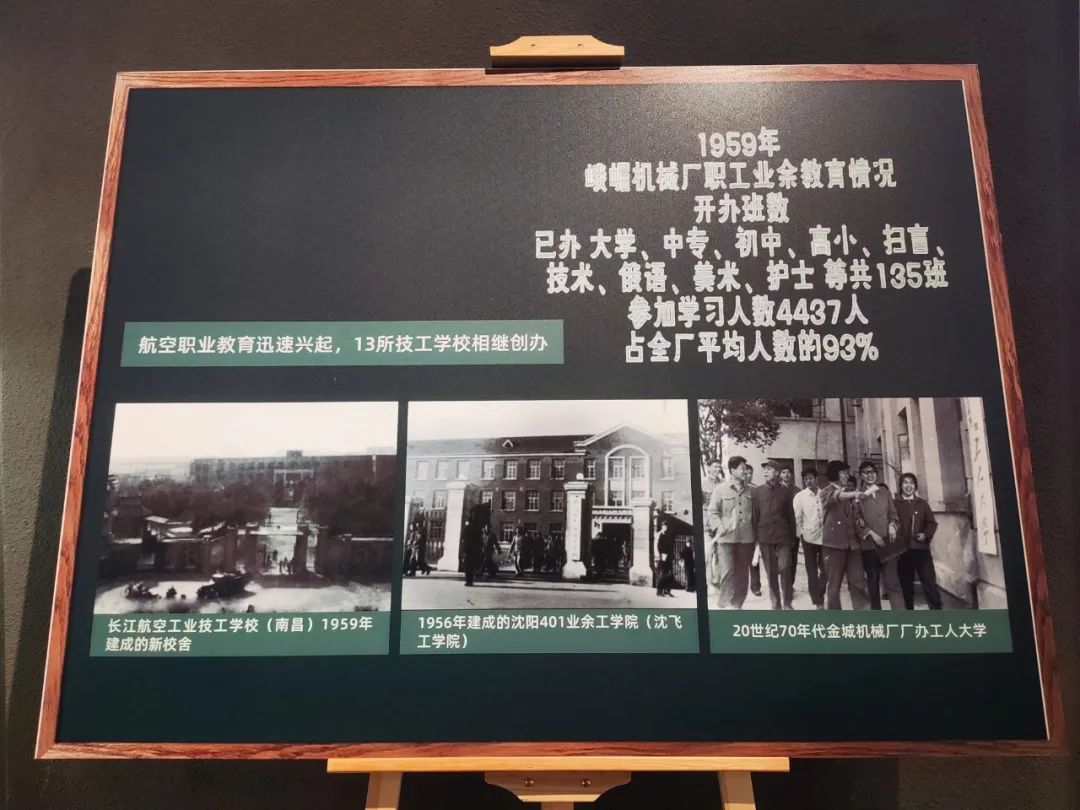 1959年
峨嵋机械厂职工业余教育情况
开办班数
已办 大学、中专、初中、高小、扫盲、
技术、俄语、美术、护士 等共135班
参加学习人数4437人
占全厂平均人数的93%
航空职业教育迅速兴起，13所技工学校相继创办
长江航空工业技工学校（南昌）1959年
建成的新校舍
1956年建成的沈阳401业余工学院（沈飞
工学院）
20世纪70年代金城机械厂厂办工人大学